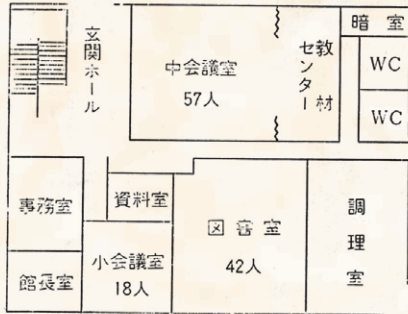 玄関ホール
中会議室
57人
教材
センター
暗室
WC
WC
事務室
資料室
図書室
42人
調理室
館長室
小会議室
18人